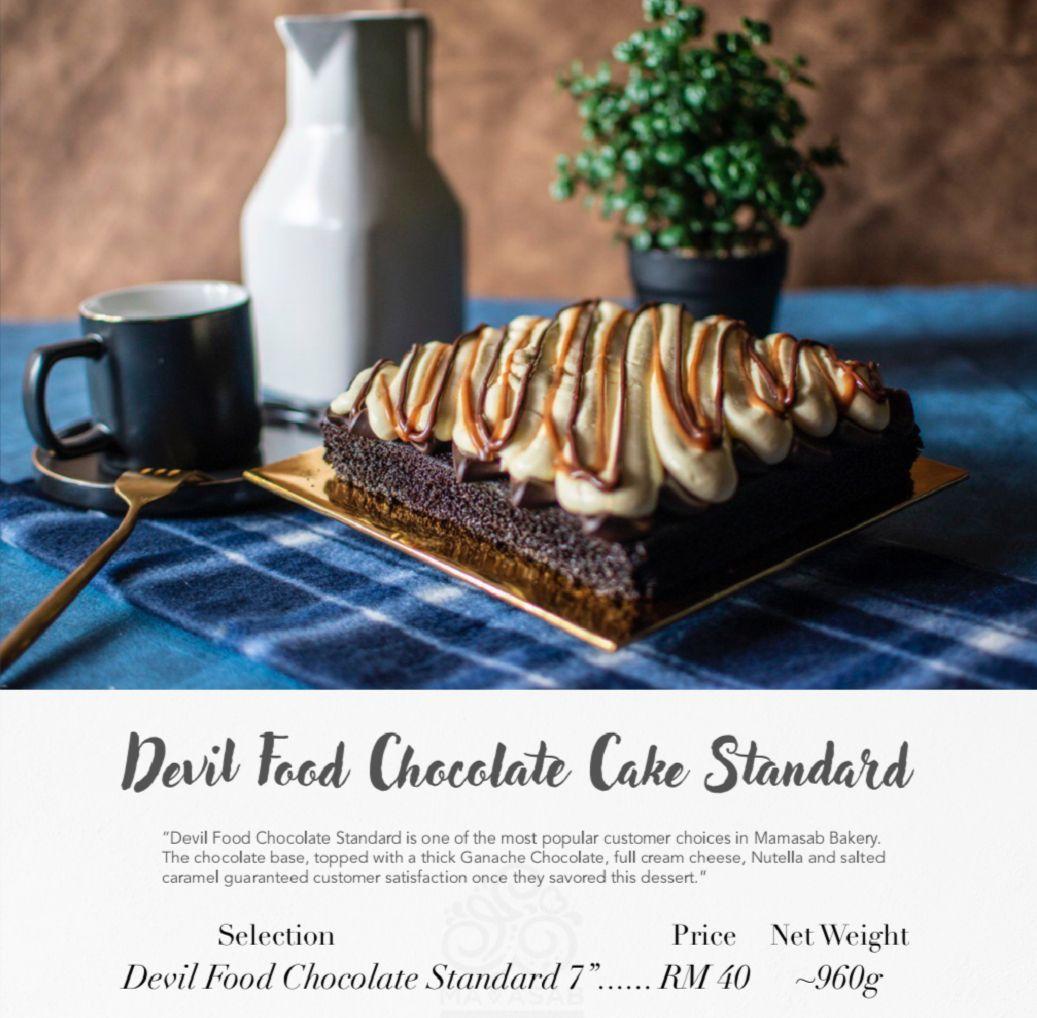 Devil Food Chocolate Cake Standard
"Devil Food Chocolate Standard is one of the most popular customer choices in Mamasab Bakery.
The chocolate base, topped with a thick Ganache Chocolate, full cream cheese, Nutella and salted
caramel guaranteed customer satisfaction once they savored this dessert."
Selection Price Net Weight
Devil Food Chocolate Standard 7"...... RM 40 ~960g
MAMASAB